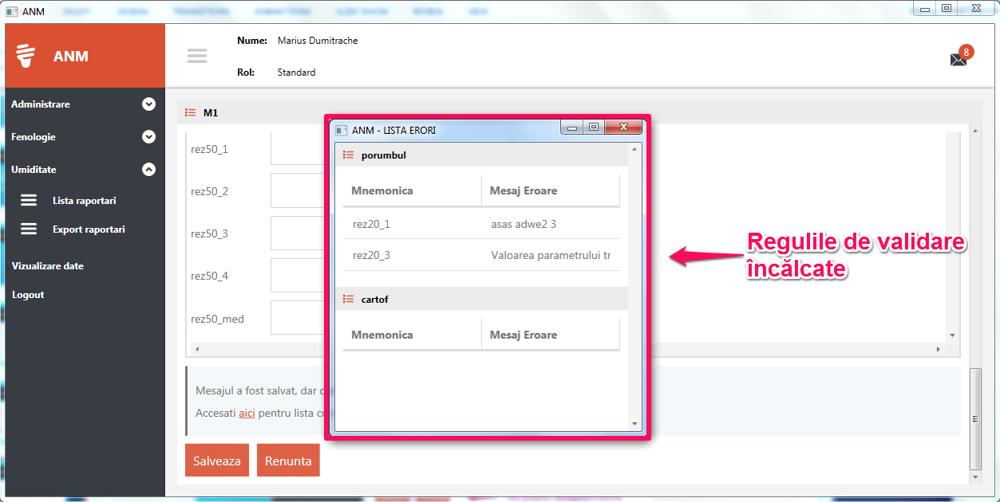 ANM
ANM
Nume: Marius Dumitrache
Rol: Standard
8
Administrare
Fenologie
Umiditate
Lista raportari
Export raportari
Vizualizare date
Logout
M1
rez50_1
rez50_2
rez50_3
rez50_4
rez50_med
ANM - LISTA ERORI
porumbul
Mnemonica Mesaj Eroare
rez20_1 asas adwe2 3
rez20_3 Valoarea parametrului tr
cartof
Mnemonica Mesaj Eroare
Regulile de validare
încălcate
Mesajul a fost salvat, dar
Accesati aici pentru lista
Salveaza Renunta